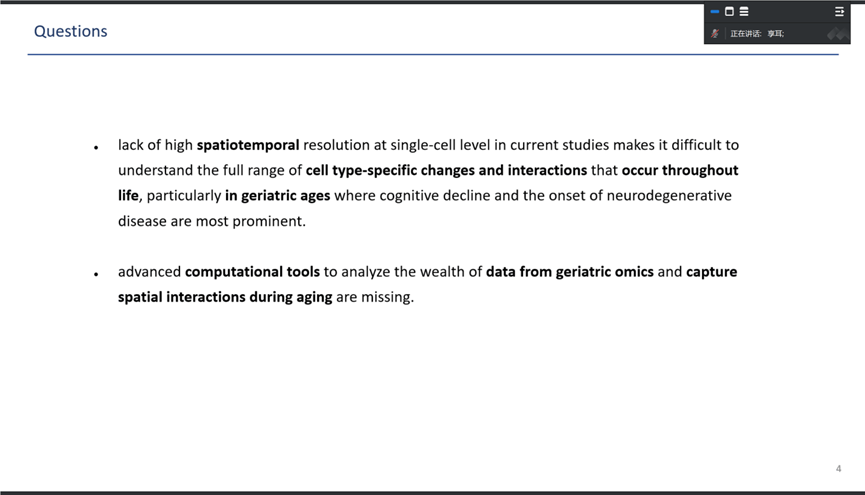 Questions
正在讲话: 享耳;
• lack of high spatiotemporal resolution at single-cell level in current studies makes it difficult to
understand the full range of cell type-specific changes and interactions that occur throughout
life, particularly in geriatric ages where cognitive decline and the onset of neurodegenerative
disease are most prominent.
• advanced computational tools to analyze the wealth of data from geriatric omics and capture
spatial interactions during aging are missing.
4